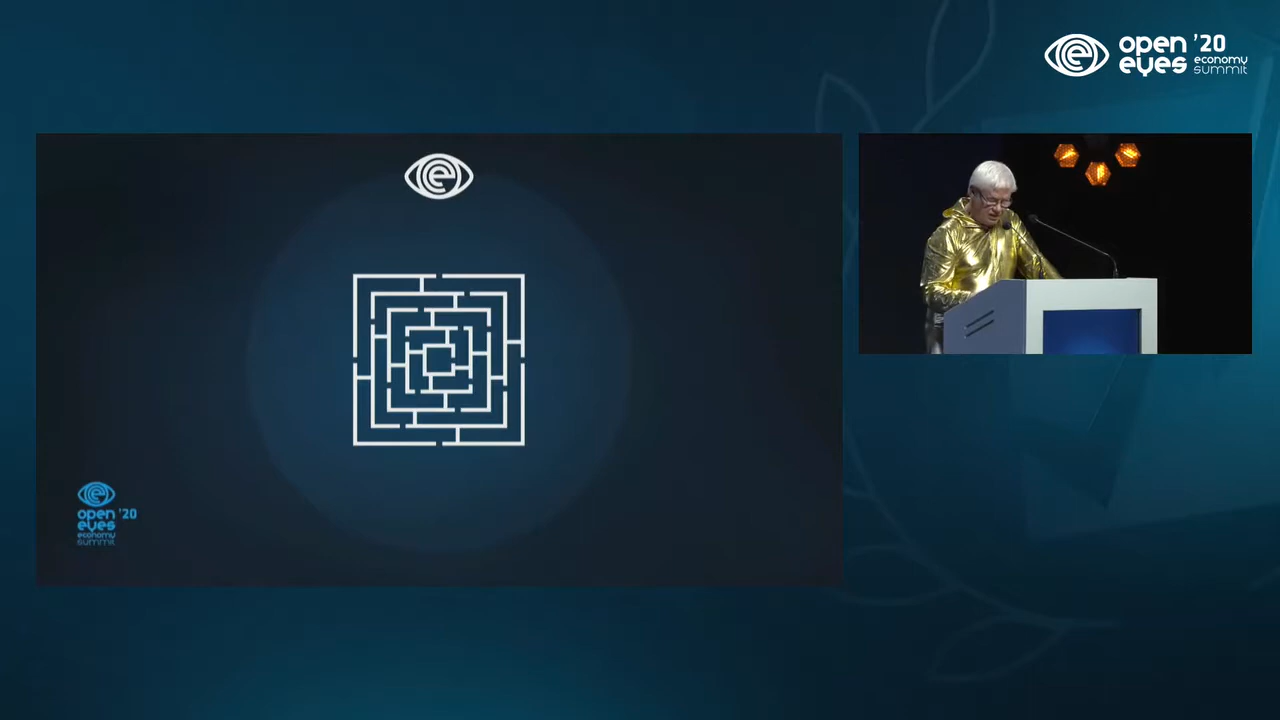 open '20
eyes economy
summit
open '20
eyes
economy
summit